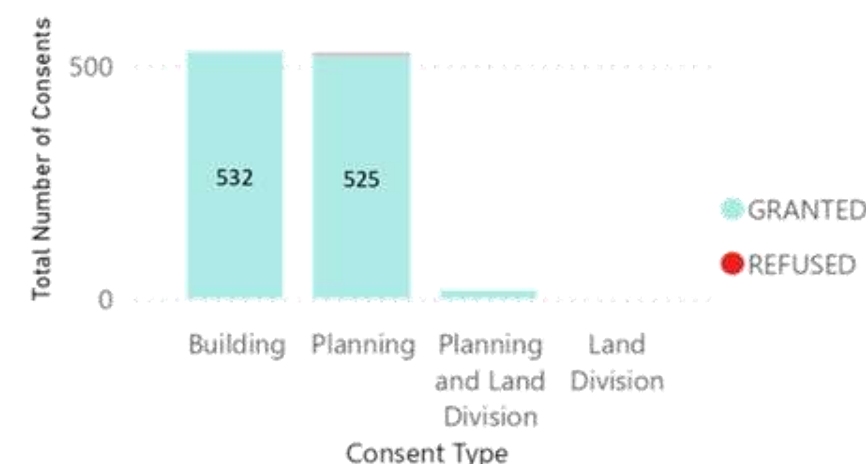 Total Number of Consents
500
0
532
525
GRANTED
REFUSED
Building
Planning
Planning
and Land
Division
Land
Division
Consent Type